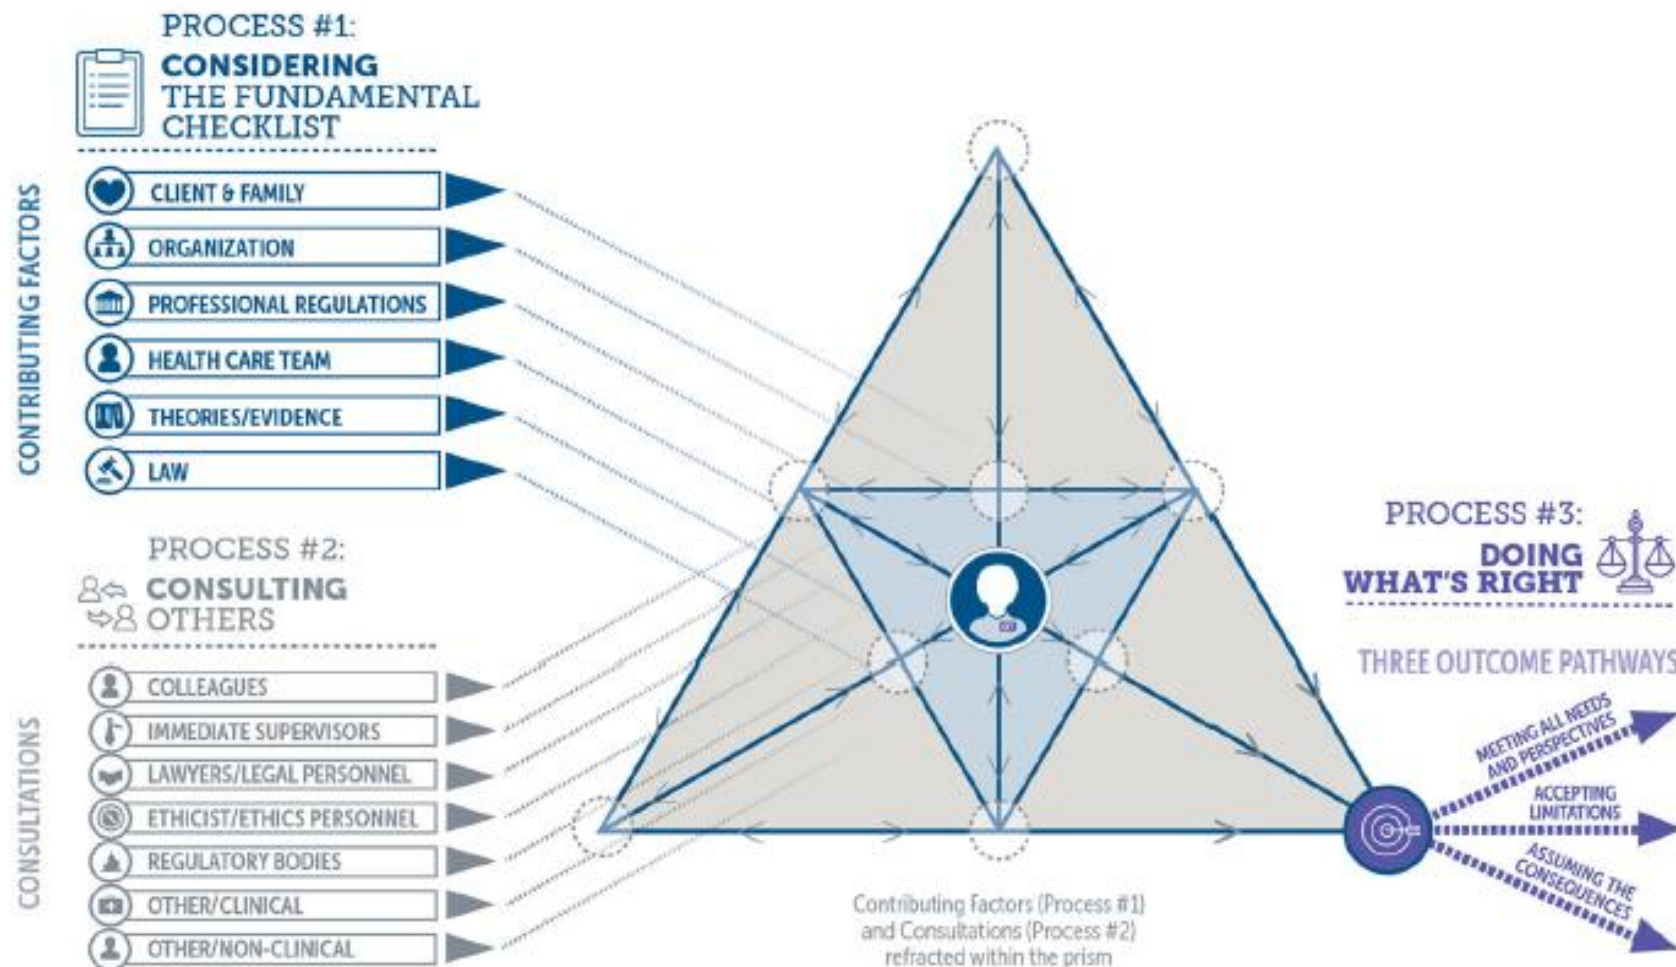 PROCESS #1:
CONSIDERING
THE FUNDAMENTAL
CHECKLIST
CONTRIBUTING FACTORS
CLIENT & FAMILY
ORGANIZATION
PROFESSIONAL REGULATIONS
HEALTH CARE TEAM
THEORIES/EVIDENCE
LAW
PROCESS #2:
CONSULTING
OTHERS
CONSULTATIONS
COLLEAGUES
IMMEDIATE SUPERVISORS
LAWYERS/LEGAL PERSONNEL
ETHICIST/ETHICS PERSONNEL
REGULATORY BODIES
OTHER/CLINICAL
OTHER/NON-CLINICAL
Contributing Factors (Process #1)
and Consultations (Process #2)
refracted within the prism
PROCESS #3:
DOING
WHAT'S RIGHT
THREE OUTCOME PATHWAYS
MEETING ALL NEEDS
AND PERSPECTIVES
ACCEPTING
LIMITATIONS
ASSUMING THE
CONSEQUENCES